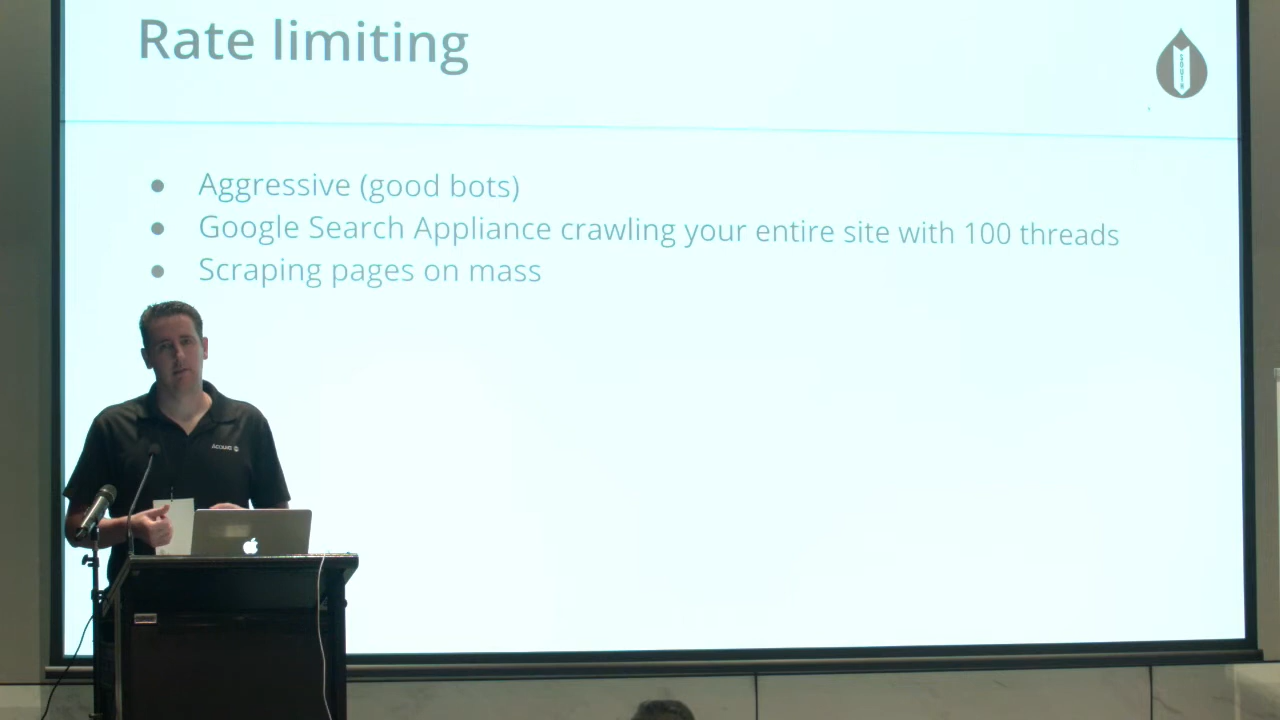 Rate limiting
SOUTH
● Aggressive (good bots)
● Google Search Appliance crawling your entire site with 100 threads
● Scraping pages on mass